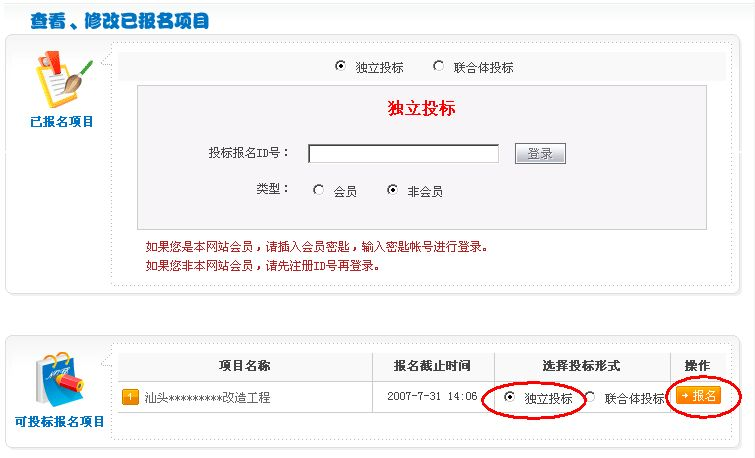 查看、修改已报名项目
已报名项目
独立投标 联合体投标
独立投标
投标报名ID号： 登录
类型： 会员 非会员
如果您是本网站会员，请插入会员密匙，输入密匙帐号进行登录。
如果您非本网站会员，请先注册ID号再登录。
可投标报名项目
项目名称 报名截止时间 选择投标形式 操作
1 汕头*********改造工程 2007-7-31 14:06 独立投标 联合体投标 报名